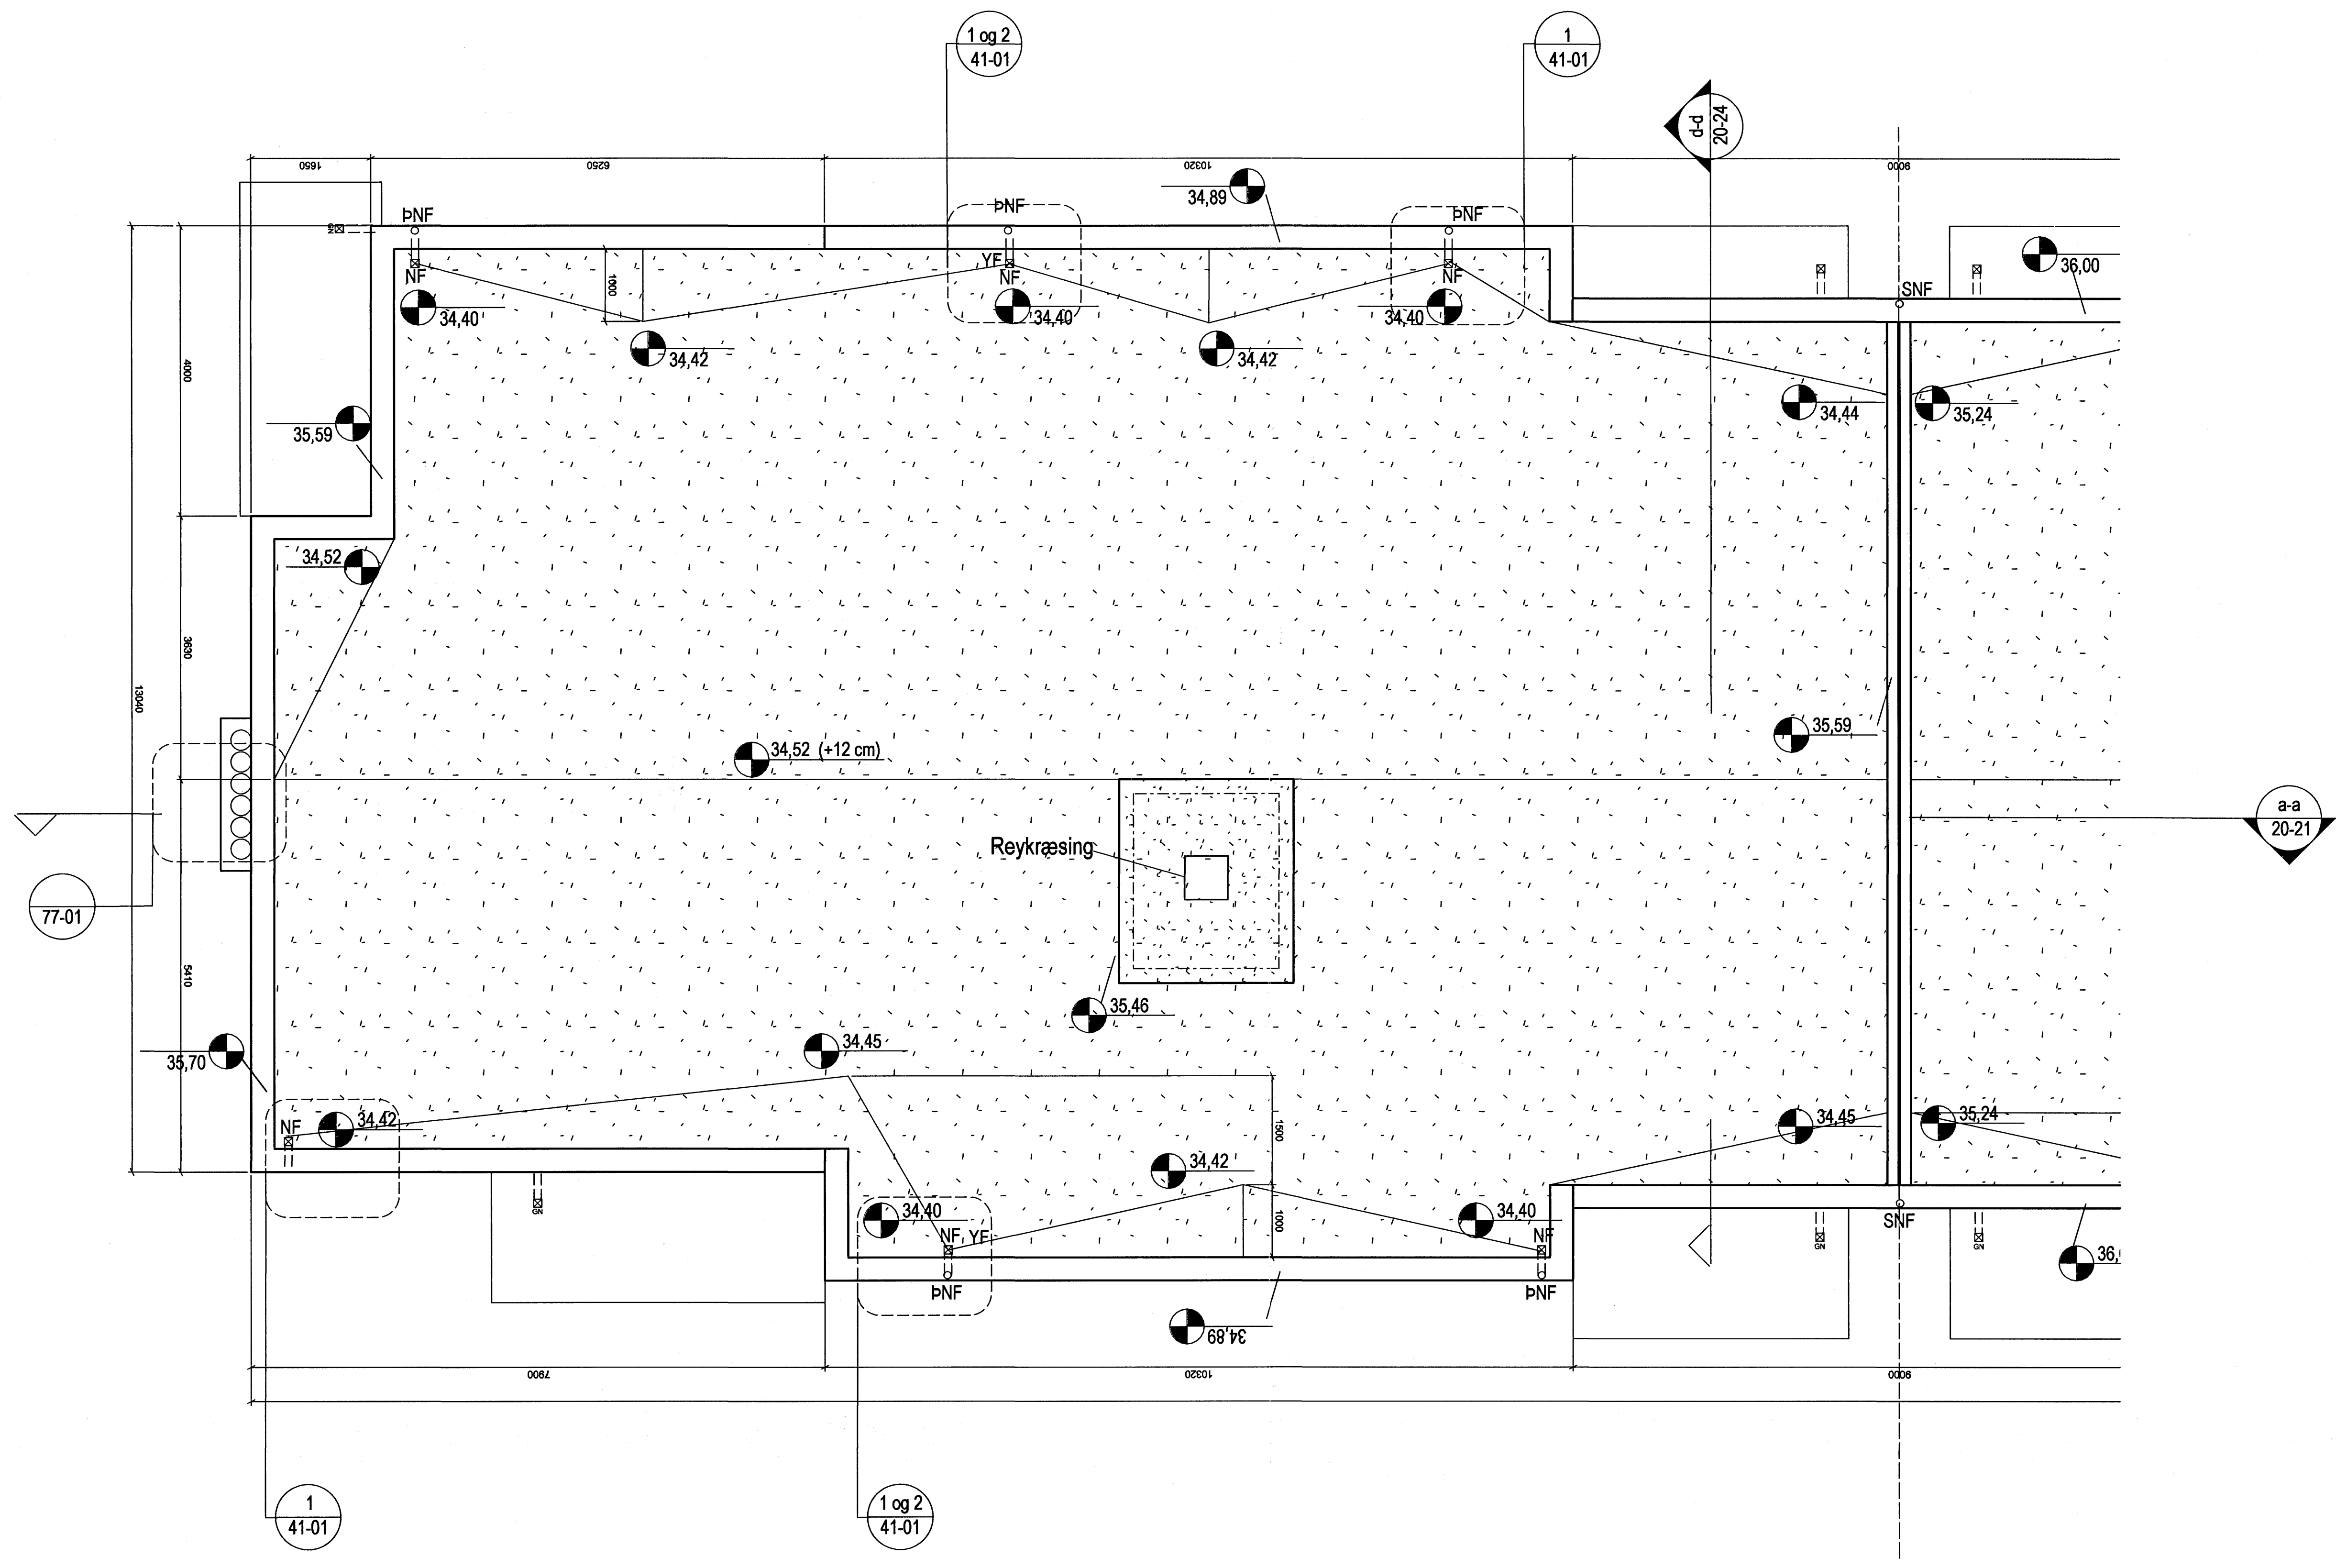 1 og 2
41-01
1
41-01
d-d
20-24
1650
6250
10320
9000
34,89
ÞNF
ÞNF
ÞNF
GN
YF
NF
NF
NF
1000
36,00
SNF
34,40
34,40
34,40
34,42
34,42
4000
34,44
35,24
35,59
34,52
3630
13040
35,59
34,52 (+12 cm)
a-a
20-21
Reykræsing
77-01
5410
35,46
34,45
35,70
34,42
NF
34,45
35,24
1500
34,42
GN
34,40
34,40
1000
NF
YF
NF
SNF
GN
GN
36,
ÞNF
ÞNF
34,89
7900
10320
9000
1
41-01
1 og 2
41-01